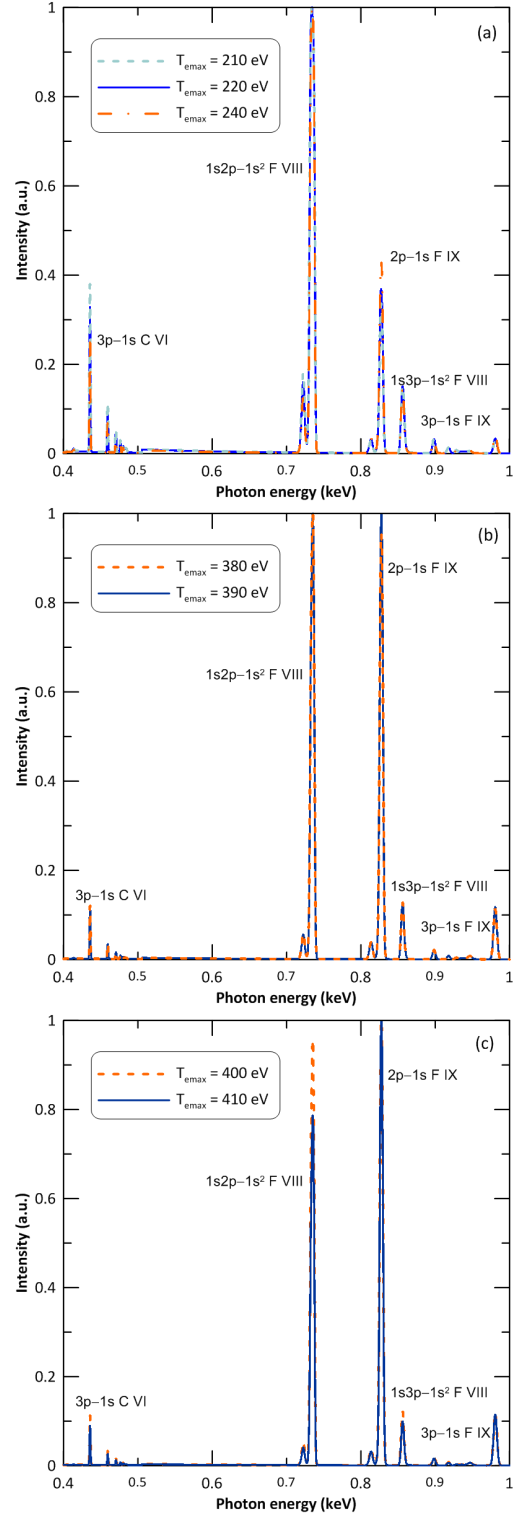 1
(a)
T_emax = 210 eV
T_emax = 220 eV
T_emax = 240 eV
0.8
Intensity (a.u.)
1s2p–1s² F VIII
0.6
2p–1s F IX
0.4
3p–1s C VI
1s3p–1s² F VIII
0.2
3p–1s F IX
0
0.4 0.5 0.6 0.7 0.8 0.9 1
Photon energy (keV)
1
(b)
T_emax = 380 eV
T_emax = 390 eV
2p–1s F IX
0.8
Intensity (a.u.)
1s2p–1s² F VIII
0.6
0.4
0.2
3p–1s C VI
1s3p–1s² F VIII
3p–1s F IX
0
0.4 0.5 0.6 0.7 0.8 0.9 1
Photon energy (keV)
1
(c)
T_emax = 400 eV
T_emax = 410 eV
2p–1s F IX
0.8
Intensity (a.u.)
1s2p–1s² F VIII
0.6
0.4
0.2
3p–1s C VI
1s3p–1s² F VIII
3p–1s F IX
0
0.4 0.5 0.6 0.7 0.8 0.9 1
Photon energy (keV)